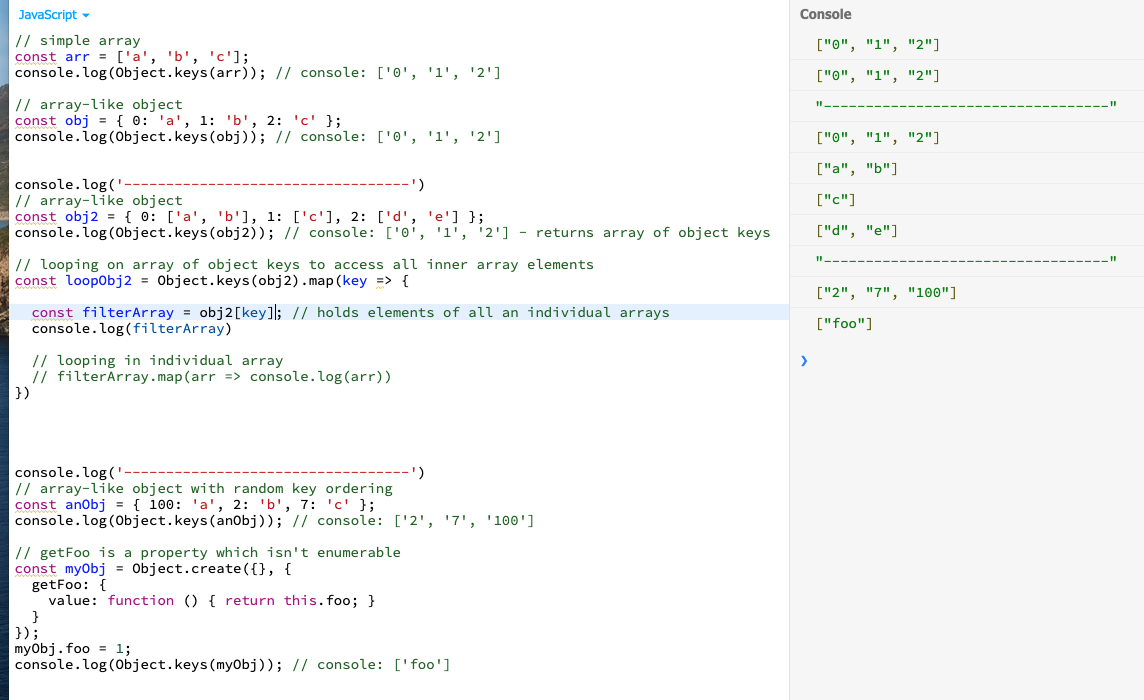 JavaScript
// simple array
const arr = ['a', 'b', 'c'];
console.log(Object.keys(arr)); // console: ['0', '1', '2']
// array-like object
const obj = { 0: 'a', 1: 'b', 2: 'c' };
console.log(Object.keys(obj)); // console: ['0', '1', '2']
console.log('----------------------------------')
// array-like object
const obj2 = { 0: ['a', 'b'], 1: ['c'], 2: ['d', 'e'] };
console.log(Object.keys(obj2)); // console: ['0', '1', '2'] - returns array of object keys
// looping on array of object keys to access all inner array elements
const loopObj2 = Object.keys(obj2).map(key => {
const filterArray = obj2[key]; // holds elements of all an individual arrays
console.log(filterArray)
// looping in individual array
// filterArray.map(arr => console.log(arr))
})
console.log('----------------------------------')
// array-like object with random key ordering
const anObj = { 100: 'a', 2: 'b', 7: 'c' };
console.log(Object.keys(anObj)); // console: ['2', '7', '100']
// getFoo is a property which isn't enumerable
const myObj = Object.create({}, {
getFoo: {
value: function () { return this.foo; }
}
});
myObj.foo = 1;
console.log(Object.keys(myObj)); // console: ['foo']
Console
["0", "1", "2"]
["0", "1", "2"]
"----------------------------------"
["0", "1", "2"]
["a", "b"]
["c"]
["d", "e"]
"----------------------------------"
["2", "7", "100"]
["foo"]